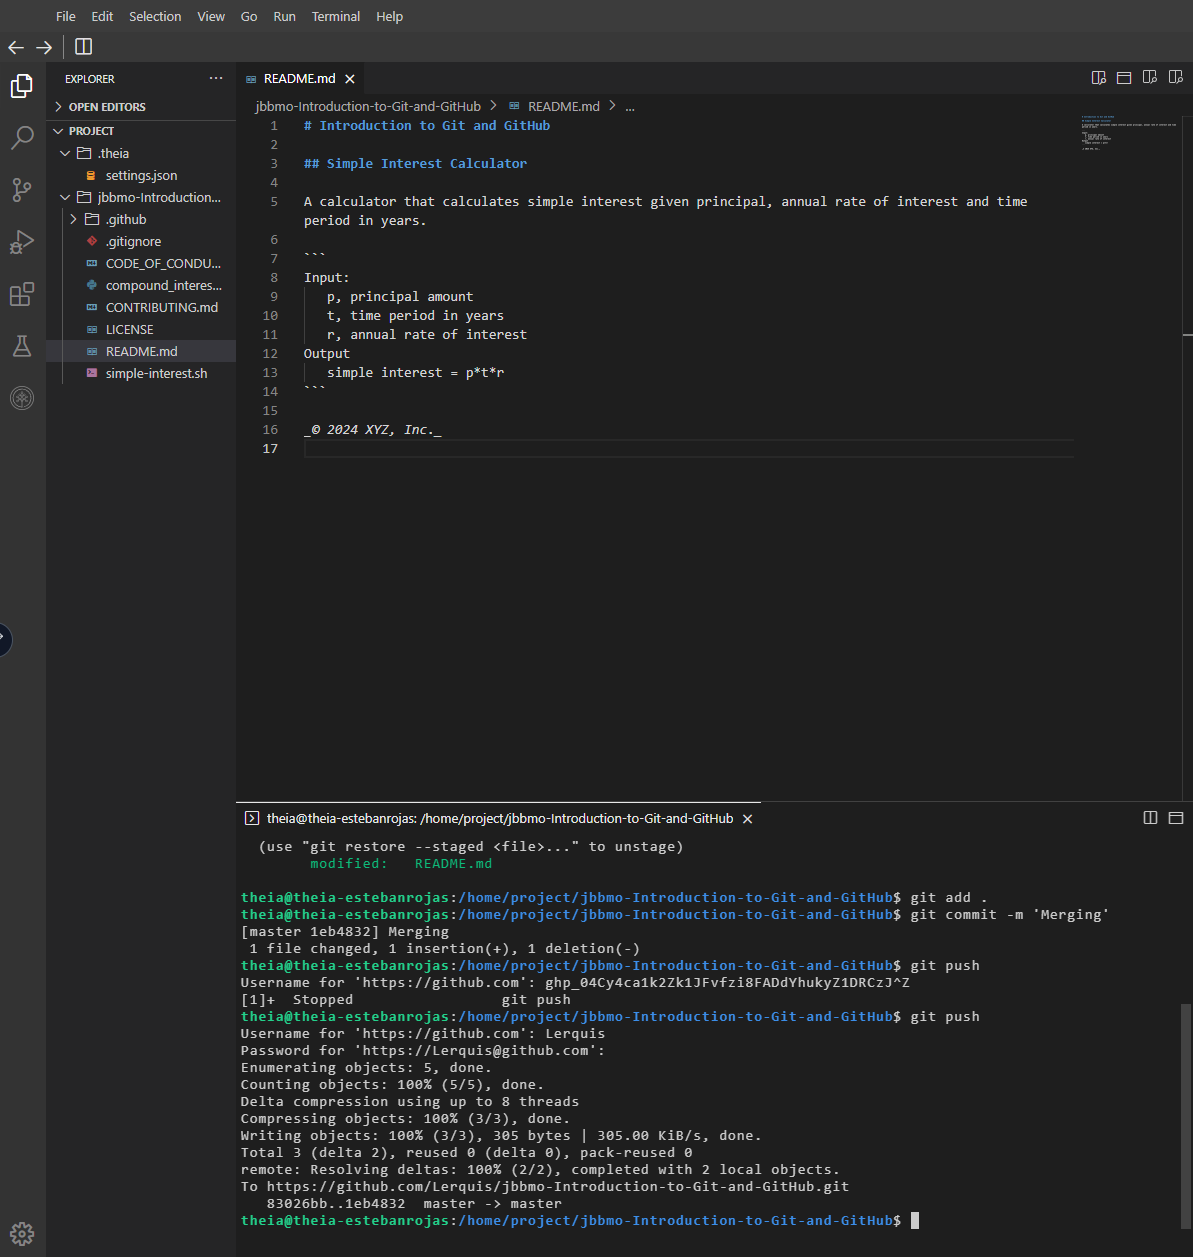 File Edit Selection View Go Run Terminal Help
EXPLORER ...
OPEN EDITORS
PROJECT
.theia
settings.json
jbbmo-Introduction...
.github
.gitignore
CODE_OF_CONDU...
compound_interes...
CONTRIBUTING.md
LICENSE
README.md
simple-interest.sh
README.md
jbbmo-Introduction-to-Git-and-GitHub > README.md > ...
1 # Introduction to Git and GitHub
2
3 ## Simple Interest Calculator
4
5 A calculator that calculates simple interest given principal, annual rate of interest and time
period in years.
6
7 ```
8 Input:
9 p, principal amount
10 t, time period in years
11 r, annual rate of interest
12 Output
13 simple interest = p*t*r
14 ```
15
16 _© 2024 XYZ, Inc._
17
theia@theia-estebanrojas: /home/project/jbbmo-Introduction-to-Git-and-GitHub
(use "git restore --staged <file>..." to unstage)
modified: README.md
theia@theia-estebanrojas:/home/project/jbbmo-Introduction-to-Git-and-GitHub$ git add .
theia@theia-estebanrojas:/home/project/jbbmo-Introduction-to-Git-and-GitHub$ git commit -m 'Merging'
[master 1eb4832] Merging
1 file changed, 1 insertion(+), 1 deletion(-)
theia@theia-estebanrojas:/home/project/jbbmo-Introduction-to-Git-and-GitHub$ git push
Username for 'https://github.com': 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^Z
[1]+ Stopped git push
theia@theia-estebanrojas:/home/project/jbbmo-Introduction-to-Git-and-GitHub$ git push
Username for 'https://github.com': Lerquis
Password for 'https://Lerquis@github.com':
Enumerating objects: 5, done.
Counting objects: 100% (5/5), done.
Delta compression using up to 8 threads
Compressing objects: 100% (3/3), done.
Writing objects: 100% (3/3), 305 bytes | 305.00 KiB/s, done.
Total 3 (delta 2), reused 0 (delta 0), pack-reused 0
remote: Resolving deltas: 100% (2/2), completed with 2 local objects.
To https://github.com/Lerquis/jbbmo-Introduction-to-Git-and-GitHub.git
83026bb..1eb4832 master -> master
theia@theia-estebanrojas:/home/project/jbbmo-Introduction-to-Git-and-GitHub$